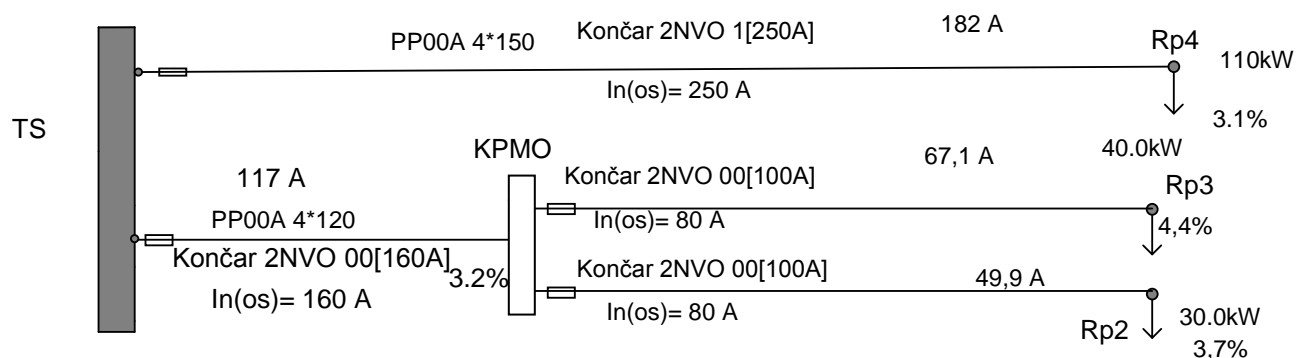 PP00A 4*150
Končar 2NVO 1[250A]
182 A
Rp4
110kW
In(os)= 250 A
3.1%
TS
KPMO
67,1 A
40.0kW
117 A
Končar 2NVO 00[100A]
Rp3
PP00A 4*120
In(os)= 80 A
4,4%
Končar 2NVO 00[160A]
3.2%
Končar 2NVO 00[100A]
49,9 A
In(os)= 160 A
In(os)= 80 A
Rp2
30.0kW
3,7%